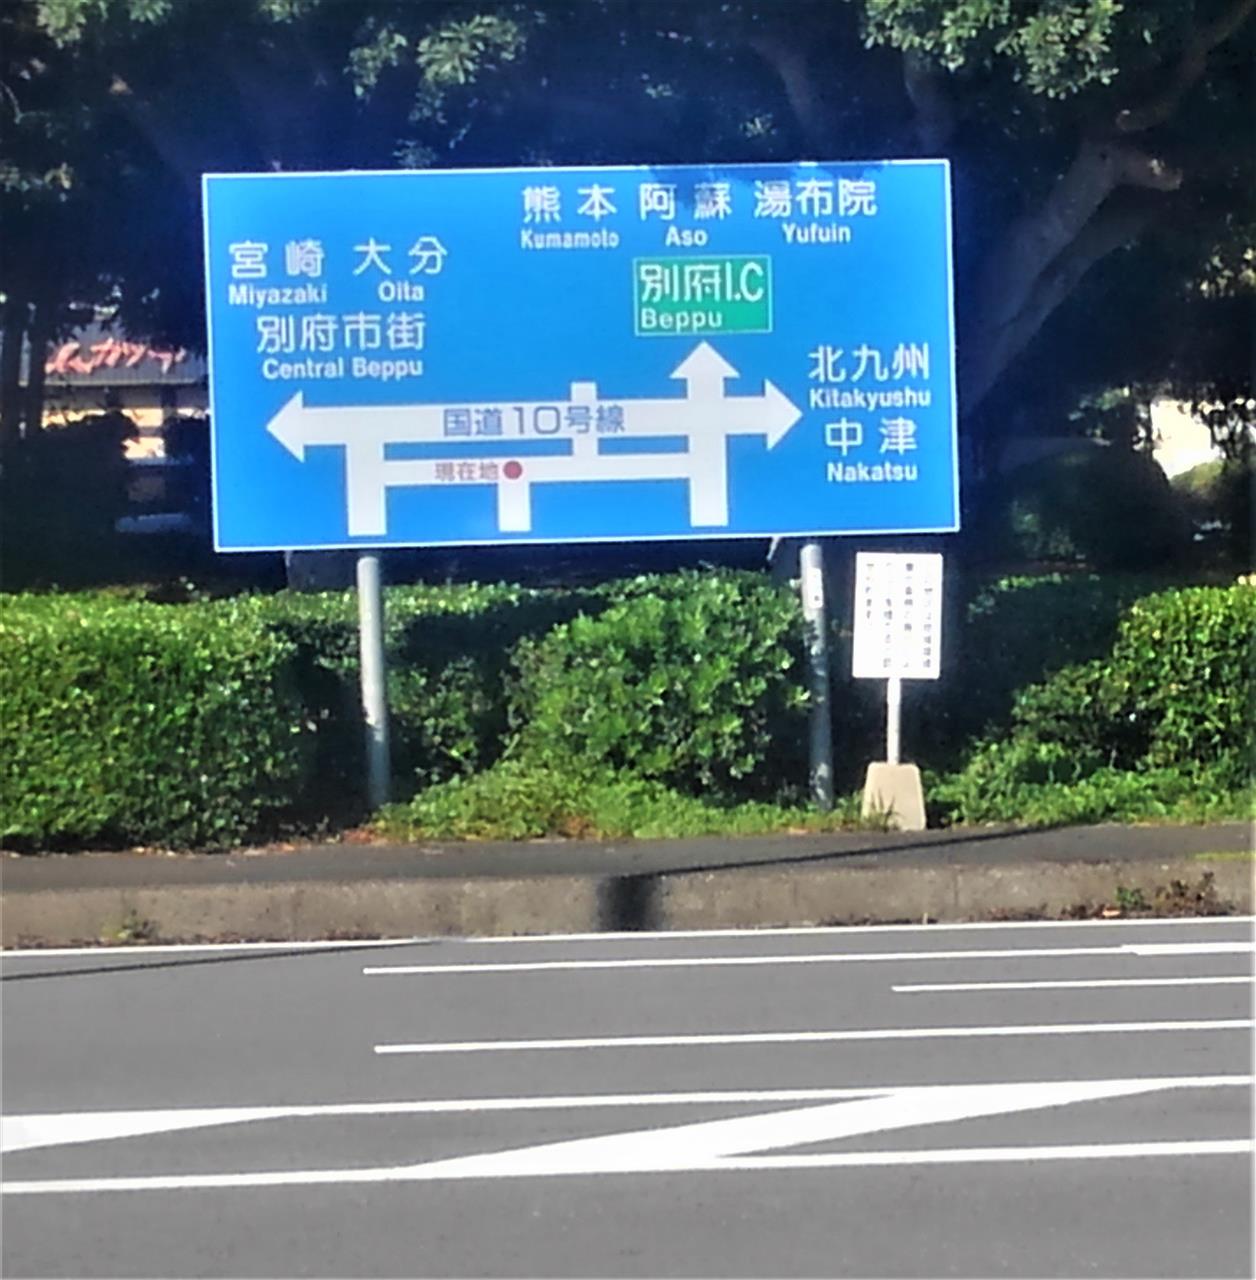 熊本 阿蘇 湯布院
Kumamoto Aso Yufuin
宮崎 大分
Miyazaki Oita
別府市街
Central Beppu
別府I.C
Beppu
北九州
Kitakyushu
中津
Nakatsu
国道10号線
現在地